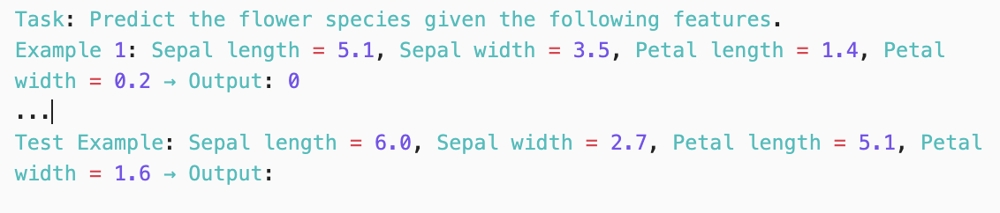 Task: Predict the flower species given the following features.
Example 1: Sepal length = 5.1, Sepal width = 3.5, Petal length = 1.4, Petal
width = 0.2 → Output: 0
...
Test Example: Sepal length = 6.0, Sepal width = 2.7, Petal length = 5.1, Petal
width = 1.6 → Output: